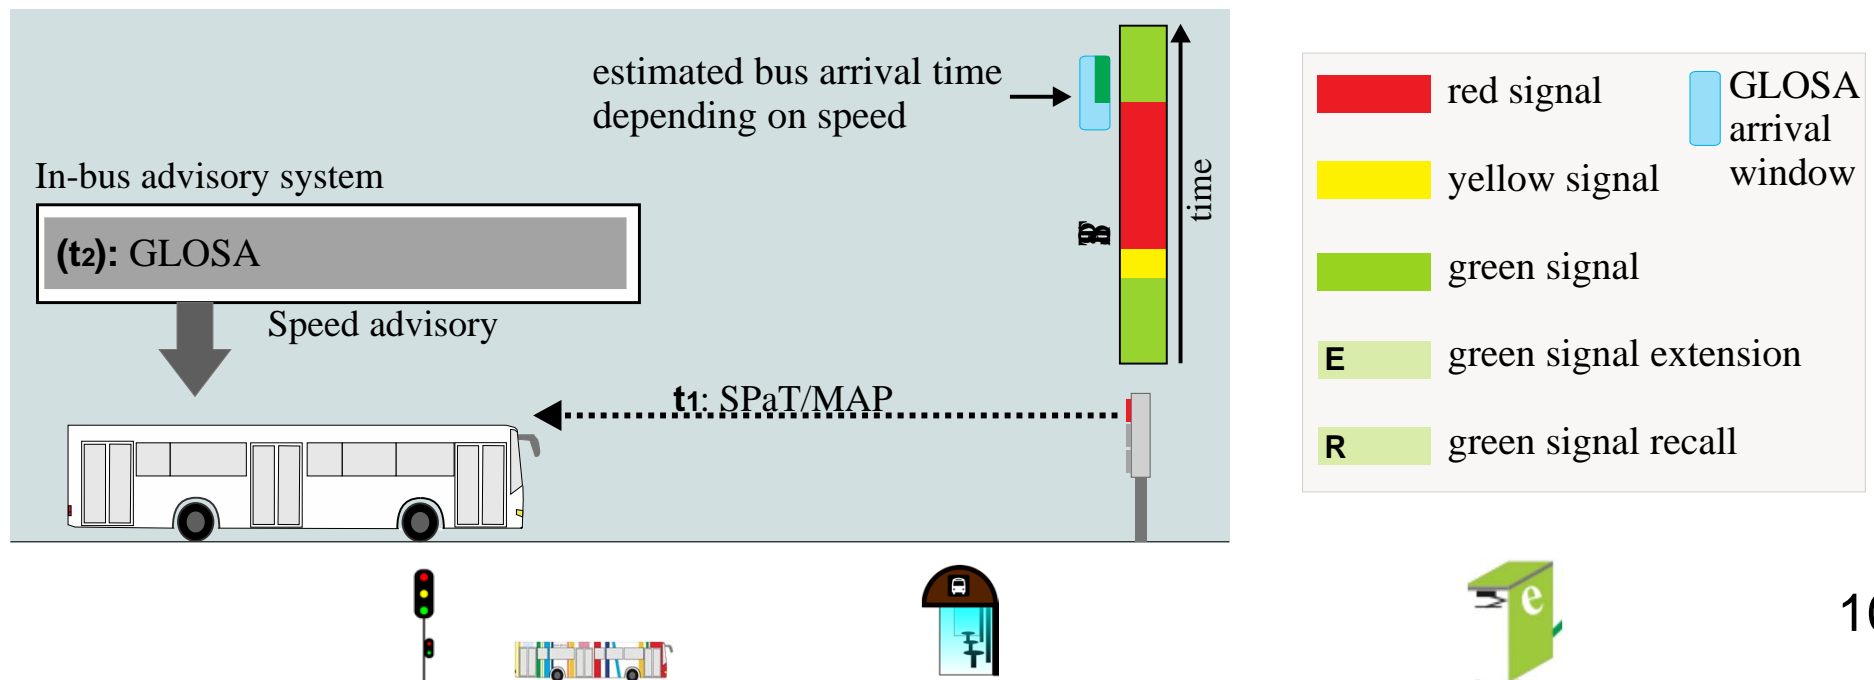 estimated bus arrival time
depending on speed
In-bus advisory system
(t2): GLOSA
Speed advisory
t1: SPaT/MAP
time
red signal
yellow signal
green signal
E green signal extension
R green signal recall
GLOSA
arrival
window
e